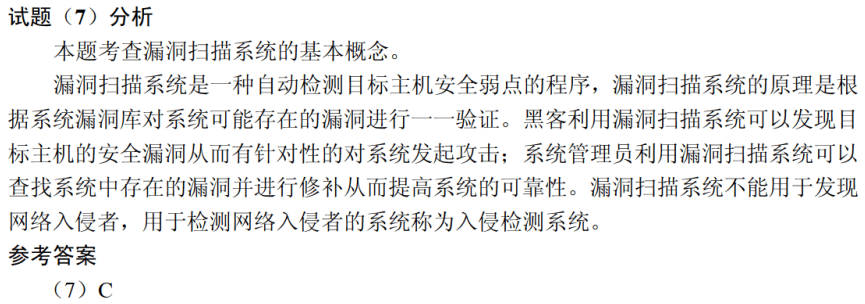 试题（7）分析
本题考查漏洞扫描系统的基本概念。
漏洞扫描系统是一种自动检测目标主机安全弱点的程序，漏洞扫描系统的原理是根
据系统漏洞库对系统可能存在的漏洞进行一一验证。黑客利用漏洞扫描系统可以发现目
标主机的安全漏洞从而有针对性的对系统发起攻击；系统管理员利用漏洞扫描系统可以
查找系统中存在的漏洞并进行修补从而提高系统的可靠性。漏洞扫描系统不能用于发现
网络入侵者，用于检测网络入侵者的系统称为入侵检测系统。
参考答案
（7）C